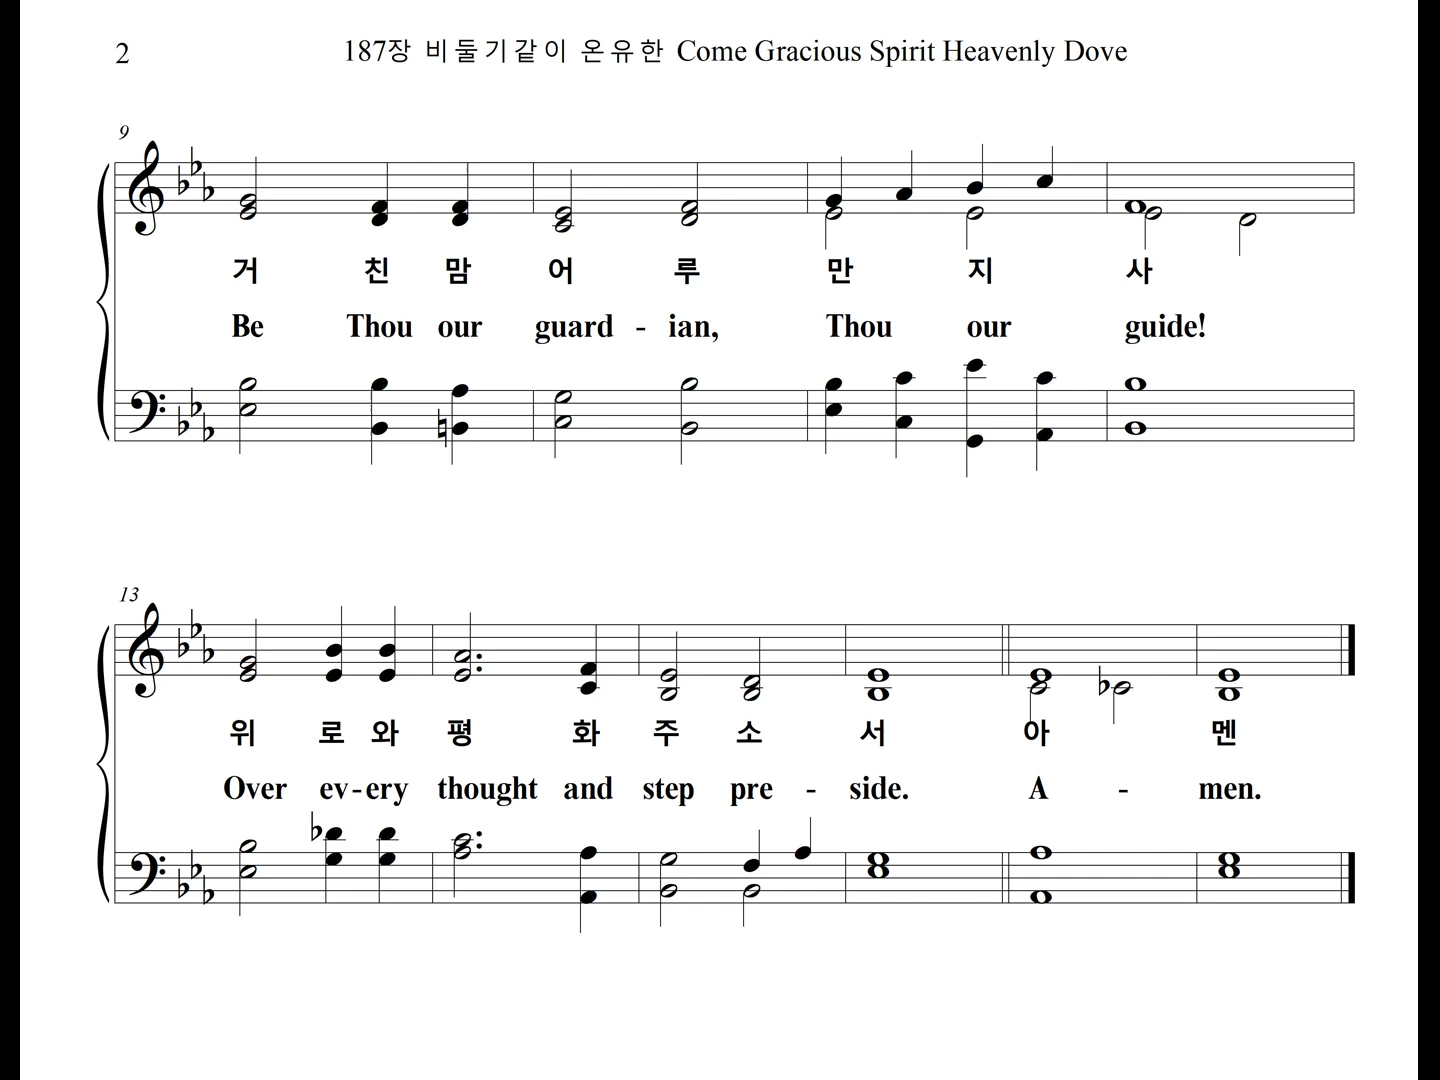 2
187장 비둘기같이 온유한 Come Gracious Spirit Heavenly Dove
9
거 친 맘 어 루 만 지 사
Be Thou our guard - ian, Thou our guide!
13
위 로 와 평 화 주 소 서 아 멘
Over ev-ery thought and step pre - side. A - men.